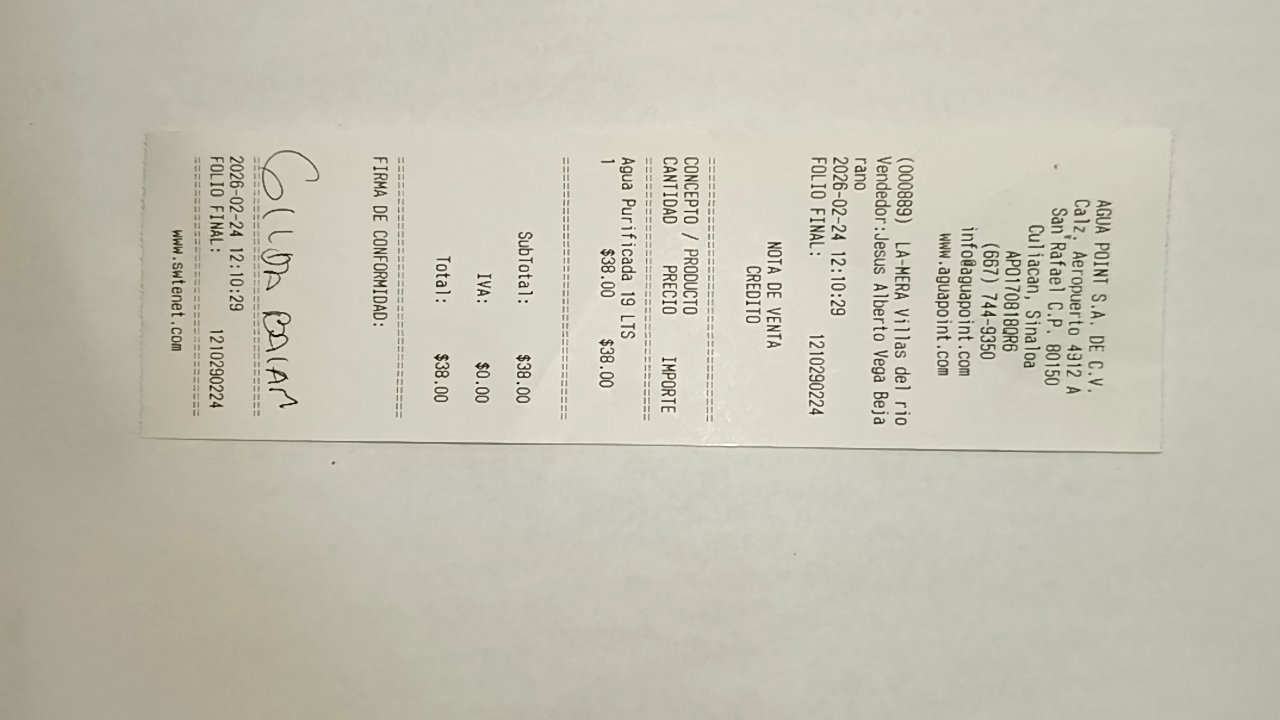 AGUA POINT S.A. DE C.V.
Calz. Aeropuerto 4912 A
San Rafael C.P. 80150
Culiacan, Sinaloa
APO170818QR6
(667) 744-9350
info@aguapoint.com
www.aguapoint.com
(000889) LA-MERA Villas del rio
Vendedor:Jesus Alberto Vega Beja
rano
2026-02-24 12:10:29
FOLIO FINAL: 1210290224
NOTA DE VENTA
CREDITO
================================
CONCEPTO / PRODUCTO
CANTIDAD PRECIO IMPORTE
================================
Agua Purificada 19 LTS
1 $38.00 $38.00
================================
SubTotal: $38.00
IVA: $0.00
Total: $38.00
================================
FIRMA DE CONFORMIDAD:
GILDA BALAM
================================
2026-02-24 12:10:29
FOLIO FINAL: 1210290224
================================
www.swtenet.com